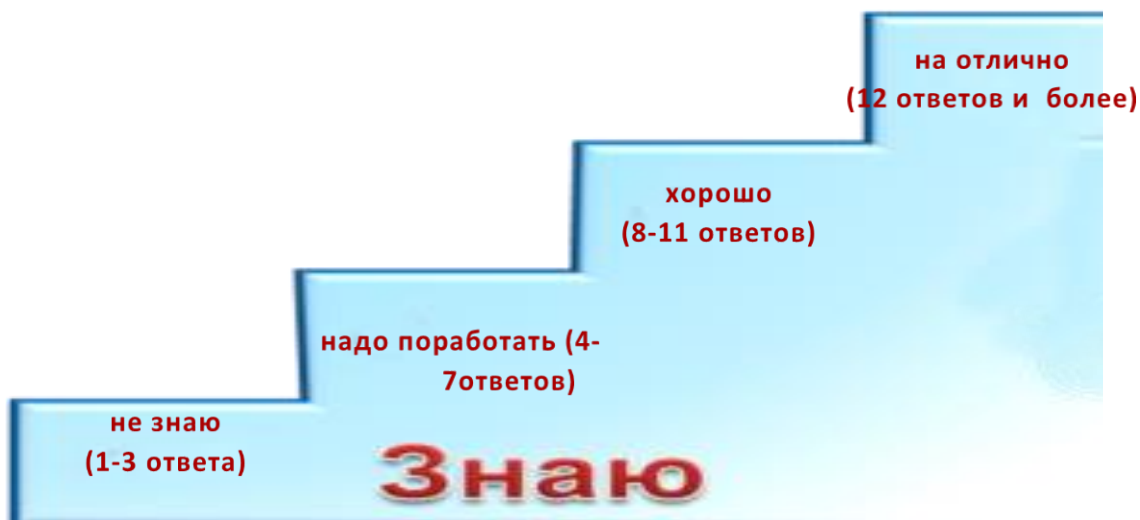 на отлично
(12 ответов и  более)
хорошо
(8-11 ответов)
надо поработать (4-
7ответов)
не знаю
(1-3 ответа)
Знаю